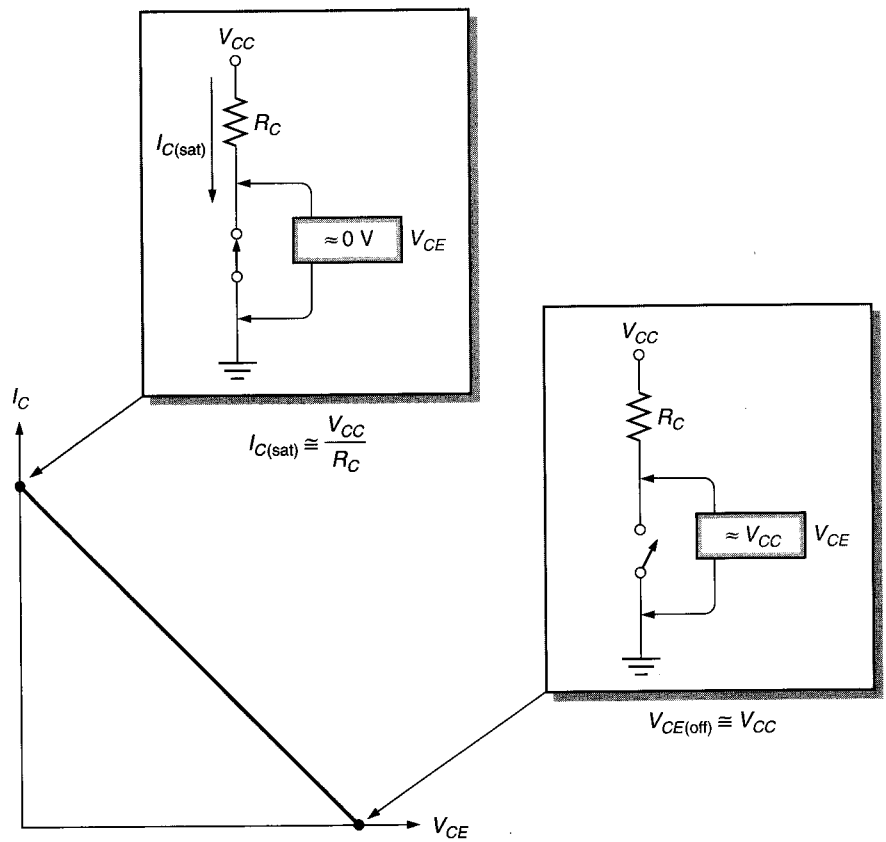 V_CC
R_C
I_C(sat)
≈ 0 V
V_CE
I_C(sat) ≅ V_CC / R_C
V_CC
R_C
≈ V_CC
V_CE
V_CE(off) ≅ V_CC
I_C
V_CE